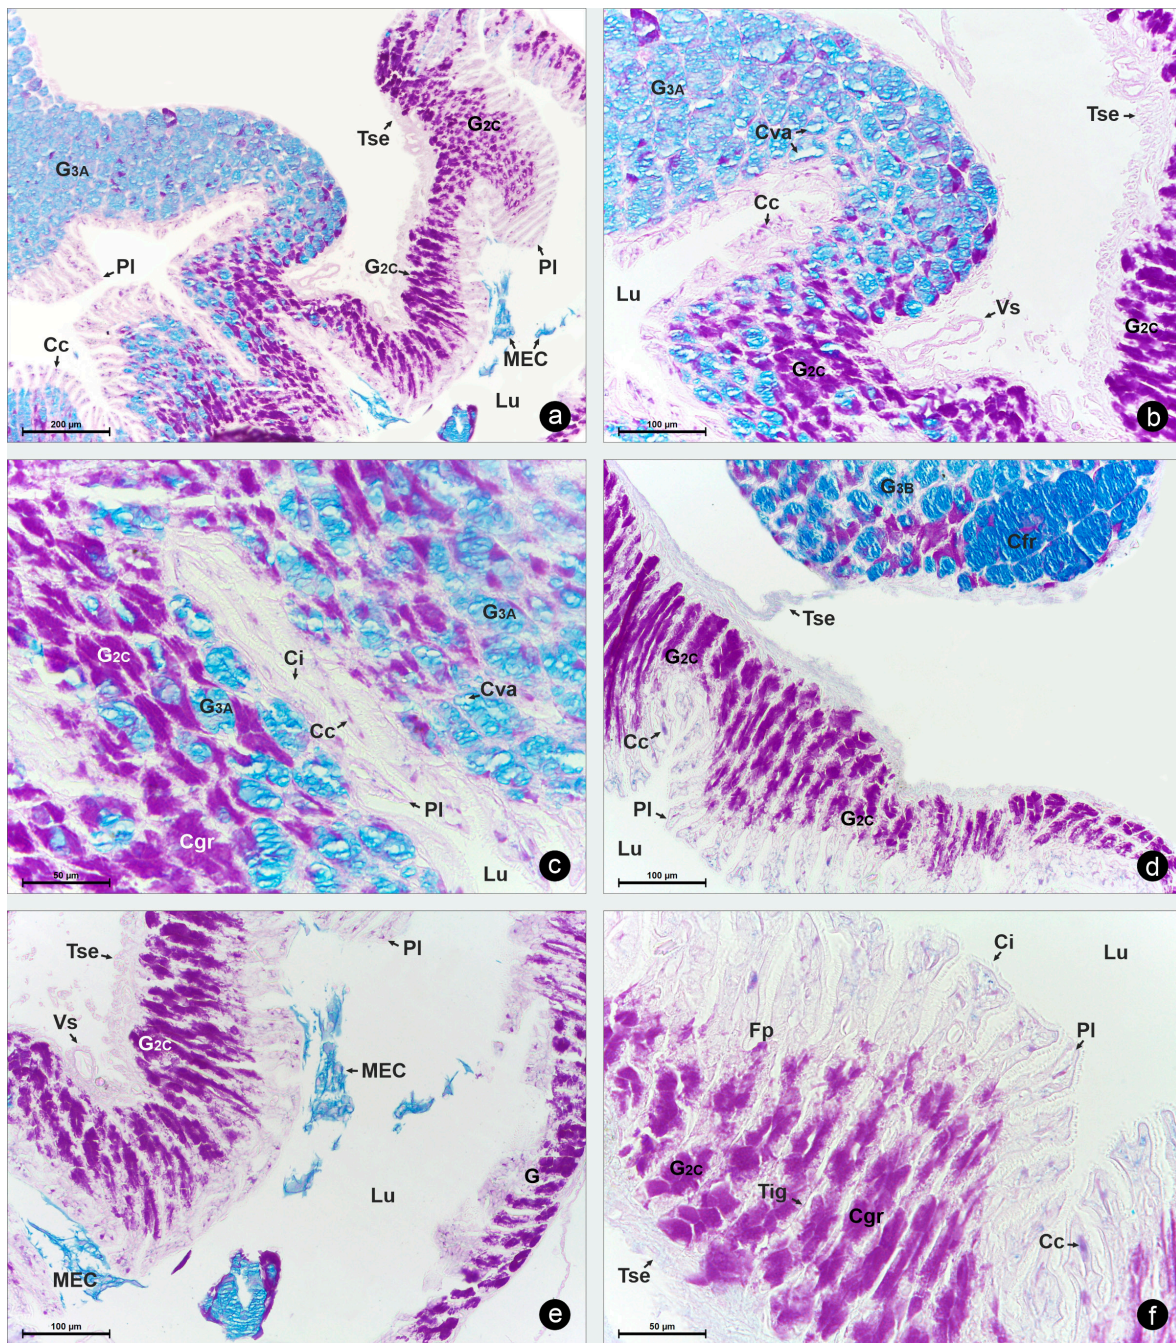 G2C
Tse
G3A
Pl
G2C
Pl
MEC
Cc
Lu
200 µm
a
G3A
Tse
Cva
Cc
Lu
Vs
G2C
G2C
100 µm
b
G3A
G2C
Ci
G3A
Cva
Cc
Pl
Cgr
Lu
50 µm
c
G3B
Cfr
Tse
G2C
Cc
Pl
G2C
Lu
100 µm
d
Tse
Pl
Vs
G2C
MEC
G
Lu
MEC
100 µm
e
Ci
Lu
Fp
Pl
G2C
Tig
Cgr
Cc
Tse
50 µm
f